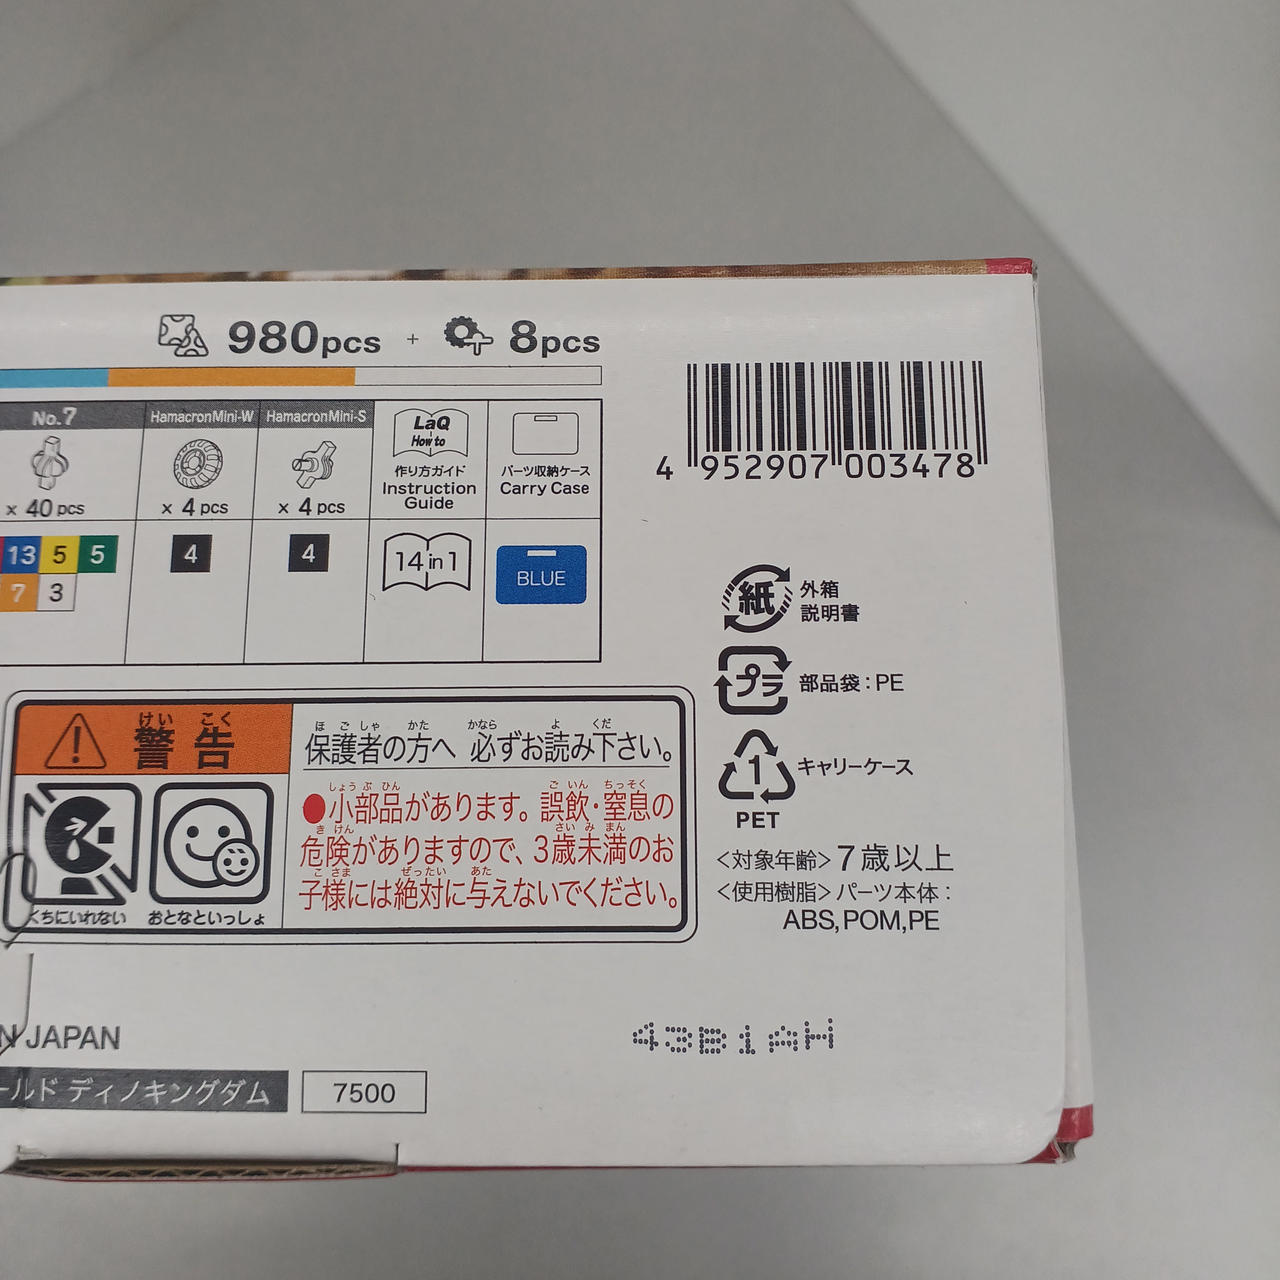 980pcs + 8pcs
No.7
HamacronMini-W
HamacronMini-S
LaQ
How to
作り方ガイド
Instruction
Guide
パーツ収納ケース
Carry Case
× 40 pcs
× 4 pcs
× 4 pcs
13 5 5
7 3
4
4
14 in 1
BLUE
4 952907 003478
紙 外箱
説明書
プラ 部品袋:PE
1 キャリーケース
PET
<対象年齢> 7歳以上
<使用樹脂> パーツ本体:
ABS,POM,PE
けい こく
警告
くちにいれない
おとなといっしょ
ほごしゃ かた かなら よ くだ
保護者の方へ 必ずお読み下さい。
しょうぶひん ごいん ちっそく
●小部品があります。誤飲・窒息の
きけん さいみまん
危険がありますので、3歳未満のお
こさま ぜったい あた
子様には絶対に与えないでください。
N JAPAN
43B1AH
ールド ディノキングダム
7500